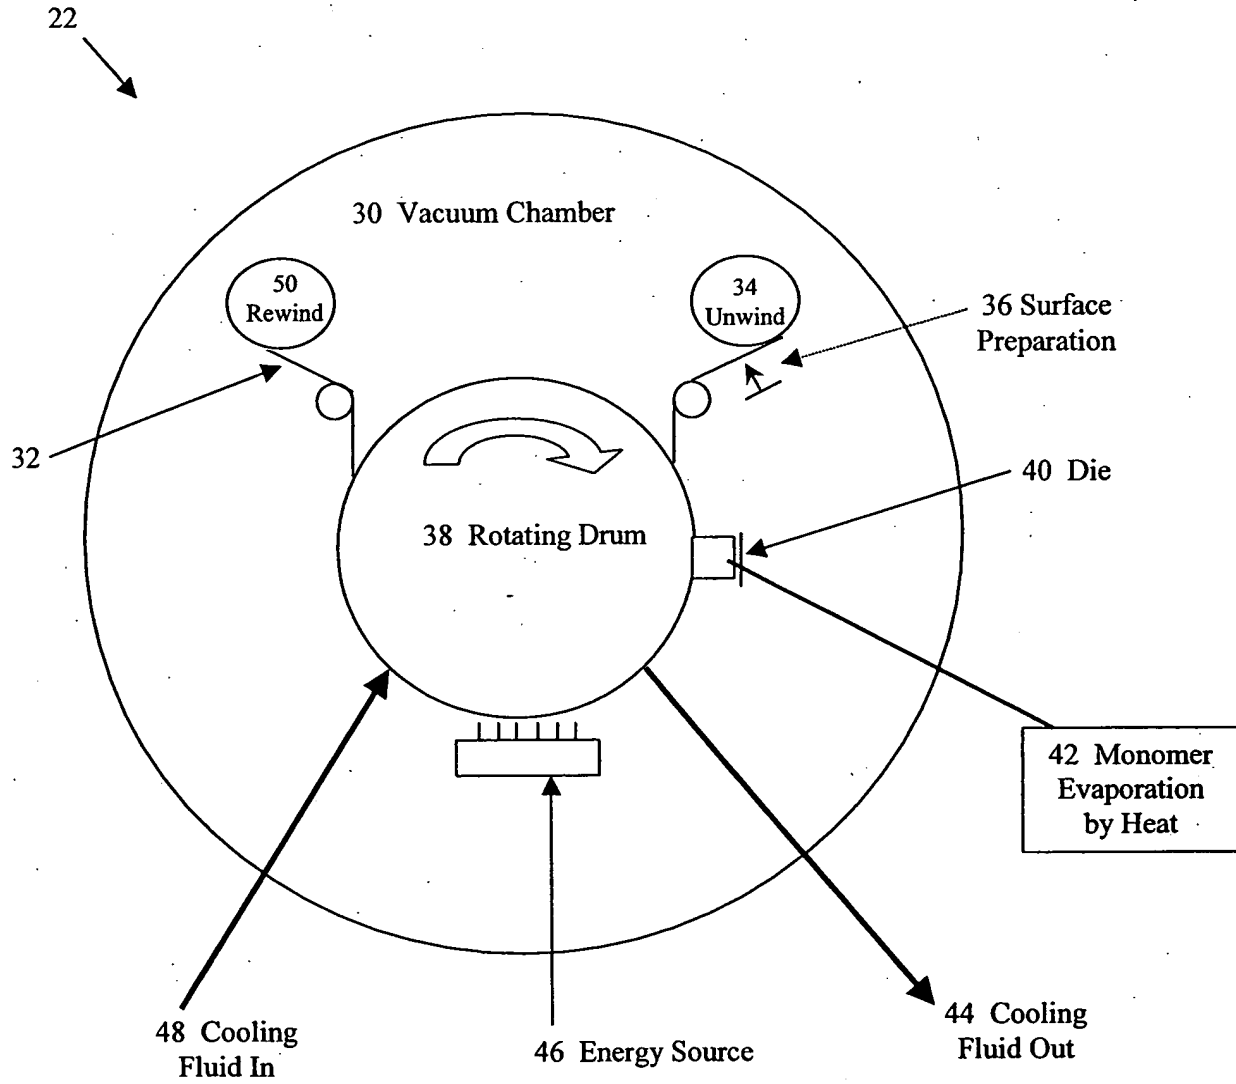 22
30 Vacuum Chamber
50
Rewind
34
Unwind
36 Surface
Preparation
32
40 Die
38 Rotating Drum
42 Monomer
Evaporation
by Heat
48 Cooling
Fluid In
46 Energy Source
44 Cooling
Fluid Out